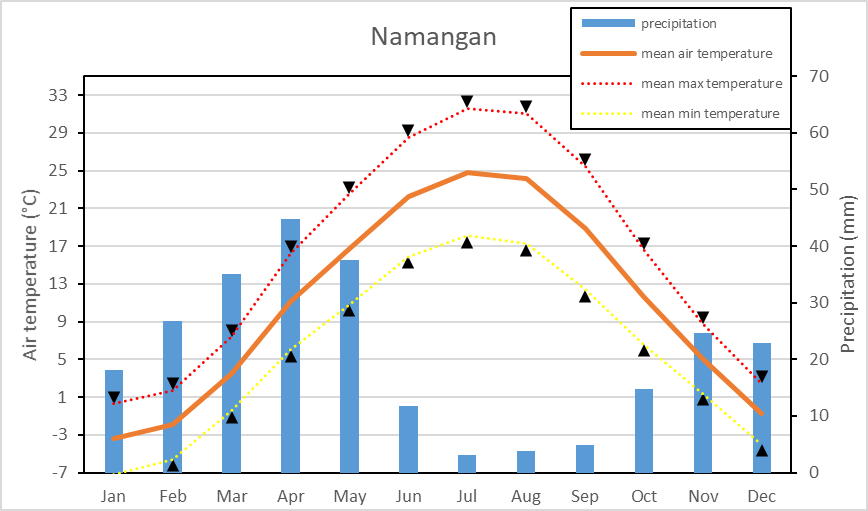 Namangan
precipitation
mean air temperature
mean max temperature
mean min temperature
Air temperature (°C)
33
29
25
21
17
13
9
5
1
-3
-7
70
60
50
40
30
20
10
0
Precipitation (mm)
Jan Feb Mar Apr May Jun Jul Aug Sep Oct Nov Dec